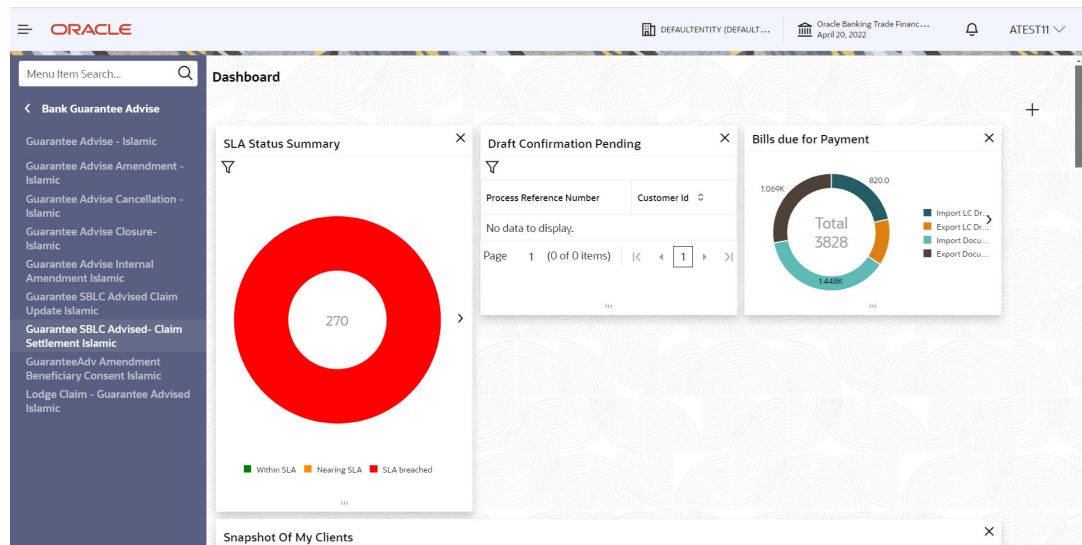 ORACLE
DEFAULTENTITY (DEFAULT...
Oracle Banking Trade Financ...
April 20, 2022
ATEST11
Menu Item Search...
Bank Guarantee Advise
Guarantee Advise - Islamic
Guarantee Advise Amendment -
Islamic
Guarantee Advise Cancellation -
Islamic
Guarantee Advise Closure-
Islamic
Guarantee Advise Internal
Amendment Islamic
Guarantee SBLC Advised Claim
Update Islamic
Guarantee SBLC Advised- Claim
Settlement Islamic
GuaranteeAdv Amendment
Beneficiary Consent Islamic
Lodge Claim - Guarantee Advised
Islamic
Dashboard
SLA Status Summary
270
Within SLA Nearing SLA SLA breached
Draft Confirmation Pending
Process Reference Number Customer Id
No data to display.
Page 1 (0 of 0 items) 1
Bills due for Payment
1.069K
820.0
Total
3828
1.448K
Import LC Dr...
Export LC Dr...
Import Docu...
Export Docu...
Snapshot Of My Clients